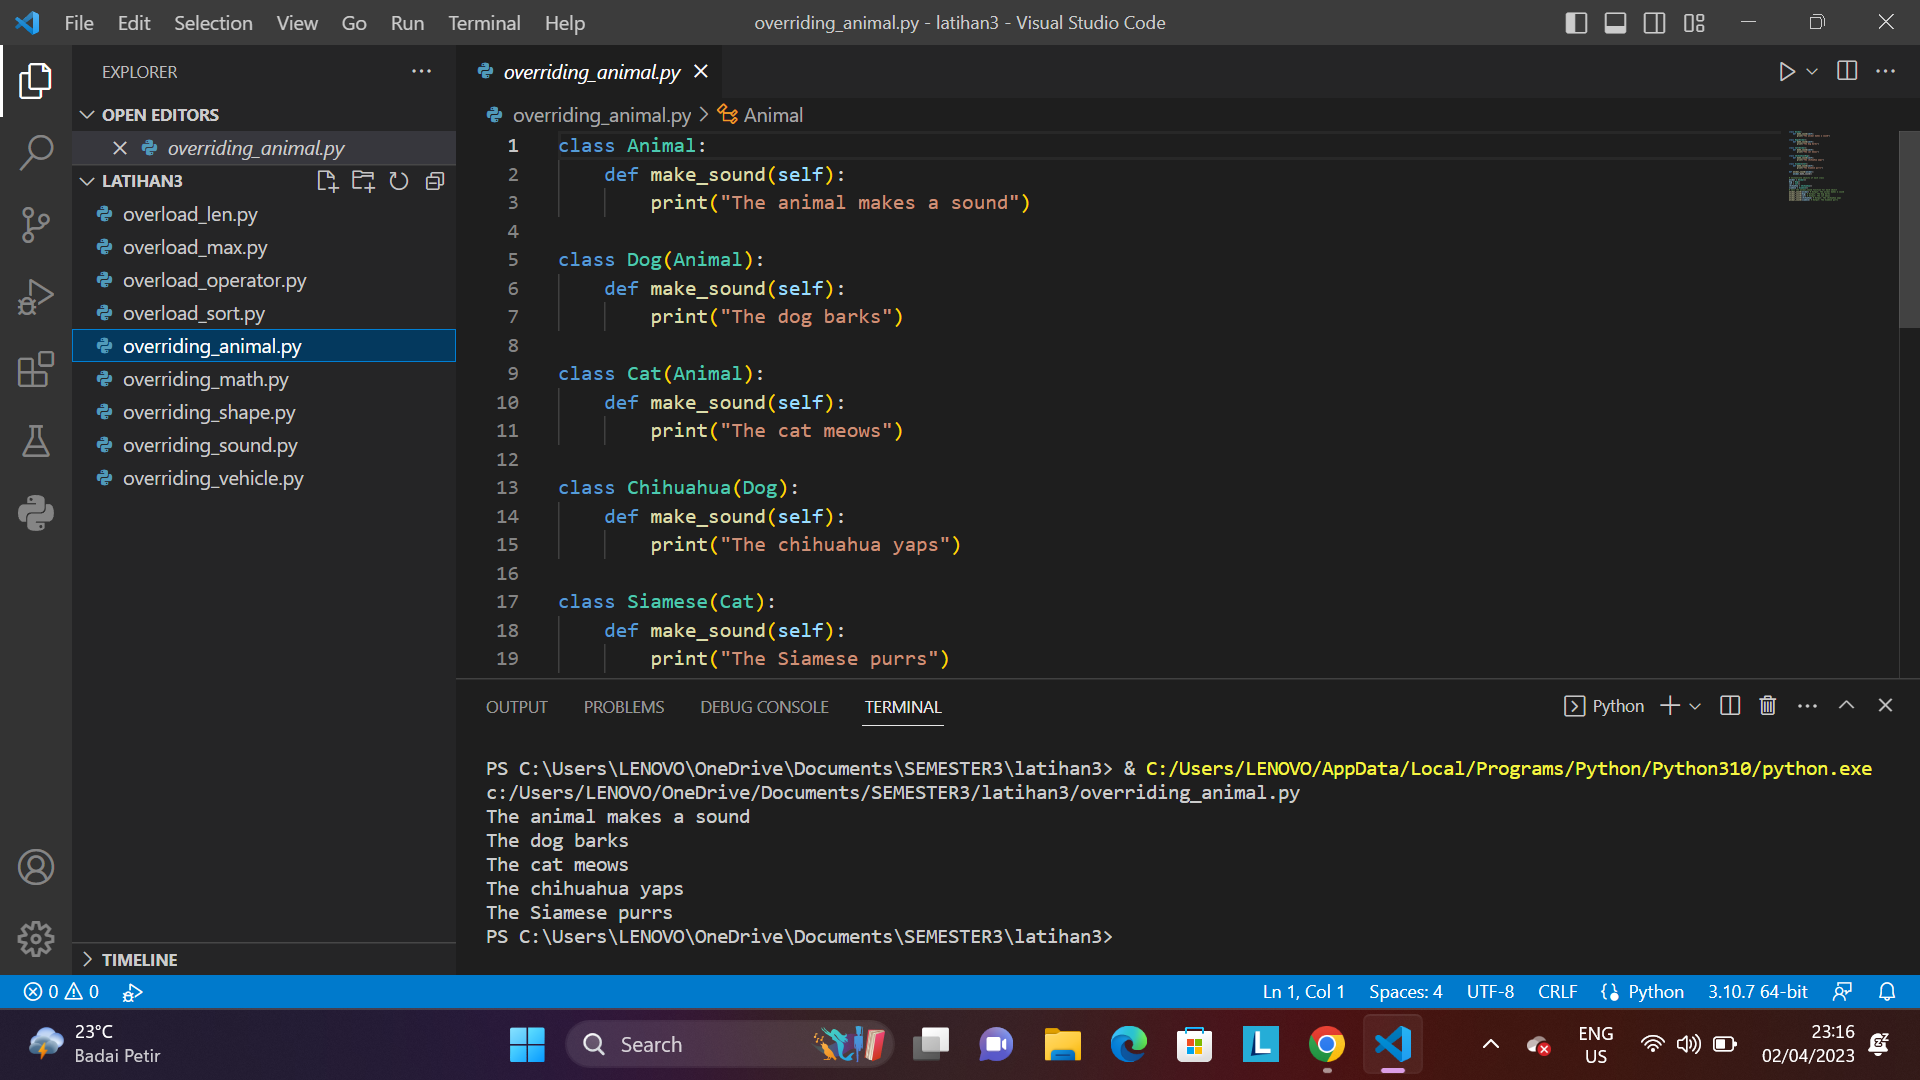 File Edit Selection View Go Run Terminal Help
overriding_animal.py - latihan3 - Visual Studio Code
EXPLORER
OPEN EDITORS
overriding_animal.py
LATIHAN3
overload_len.py
overload_max.py
overload_operator.py
overload_sort.py
overriding_animal.py
overriding_math.py
overriding_shape.py
overriding_sound.py
overriding_vehicle.py
TIMELINE
overriding_animal.py
overriding_animal.py > Animal
1 class Animal:
2     def make_sound(self):
3         print("The animal makes a sound")
4
5 class Dog(Animal):
6     def make_sound(self):
7         print("The dog barks")
8
9 class Cat(Animal):
10     def make_sound(self):
11         print("The cat meows")
12
13 class Chihuahua(Dog):
14     def make_sound(self):
15         print("The chihuahua yaps")
16
17 class Siamese(Cat):
18     def make_sound(self):
19         print("The Siamese purrs")
OUTPUT PROBLEMS DEBUG CONSOLE TERMINAL
Python
PS C:\Users\LENOVO\OneDrive\Documents\SEMESTER3\latihan3> & C:/Users/LENOVO/AppData/Local/Programs/Python/Python310/python.exe
c:/Users/LENOVO/OneDrive/Documents/SEMESTER3/latihan3/overriding_animal.py
The animal makes a sound
The dog barks
The cat meows
The chihuahua yaps
The Siamese purrs
PS C:\Users\LENOVO\OneDrive\Documents\SEMESTER3\latihan3>
0 0
Ln 1, Col 1 Spaces: 4 UTF-8 CRLF Python 3.10.7 64-bit
23°C
Badai Petir
Search
L
ENG
US
23:16
02/04/2023